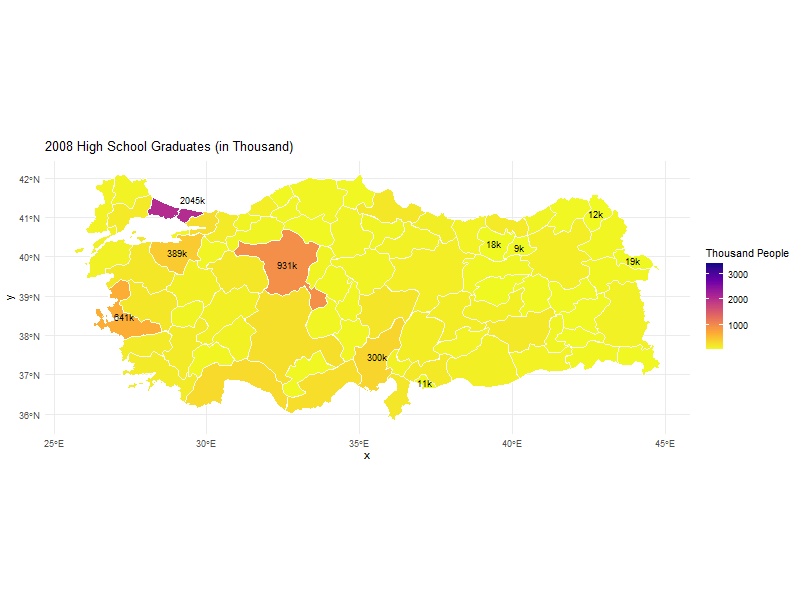 2008 High School Graduates (in Thousand)
42°N
41°N
40°N
39°N
38°N
37°N
36°N
y
2045k
12k
18k
9k
389k
931k
19k
641k
300k
11k
25°E
30°E
35°E
40°E
45°E
x
Thousand People
3000
2000
1000